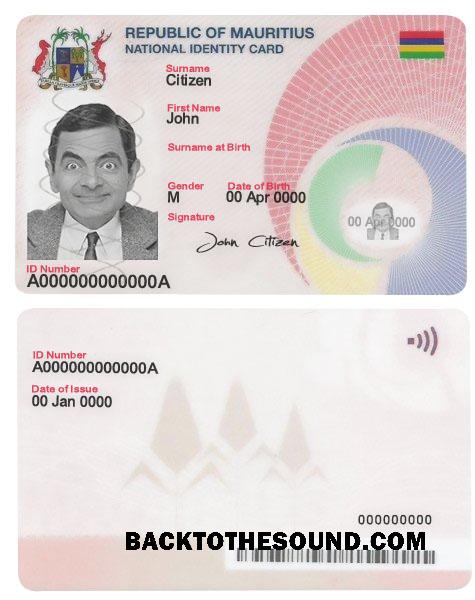 REPUBLIC OF MAURITIUS
NATIONAL IDENTITY CARD
Surname
Citizen
First Name
John
Surname at Birth
Gender
M
Date of Birth
00 Apr 0000
00 Apr 0000
Signature
John Citizen
ID Number
A000000000000A
ID Number
A000000000000A
Date of Issue
00 Jan 0000
000000000
BACKTOTHESOUND.COM